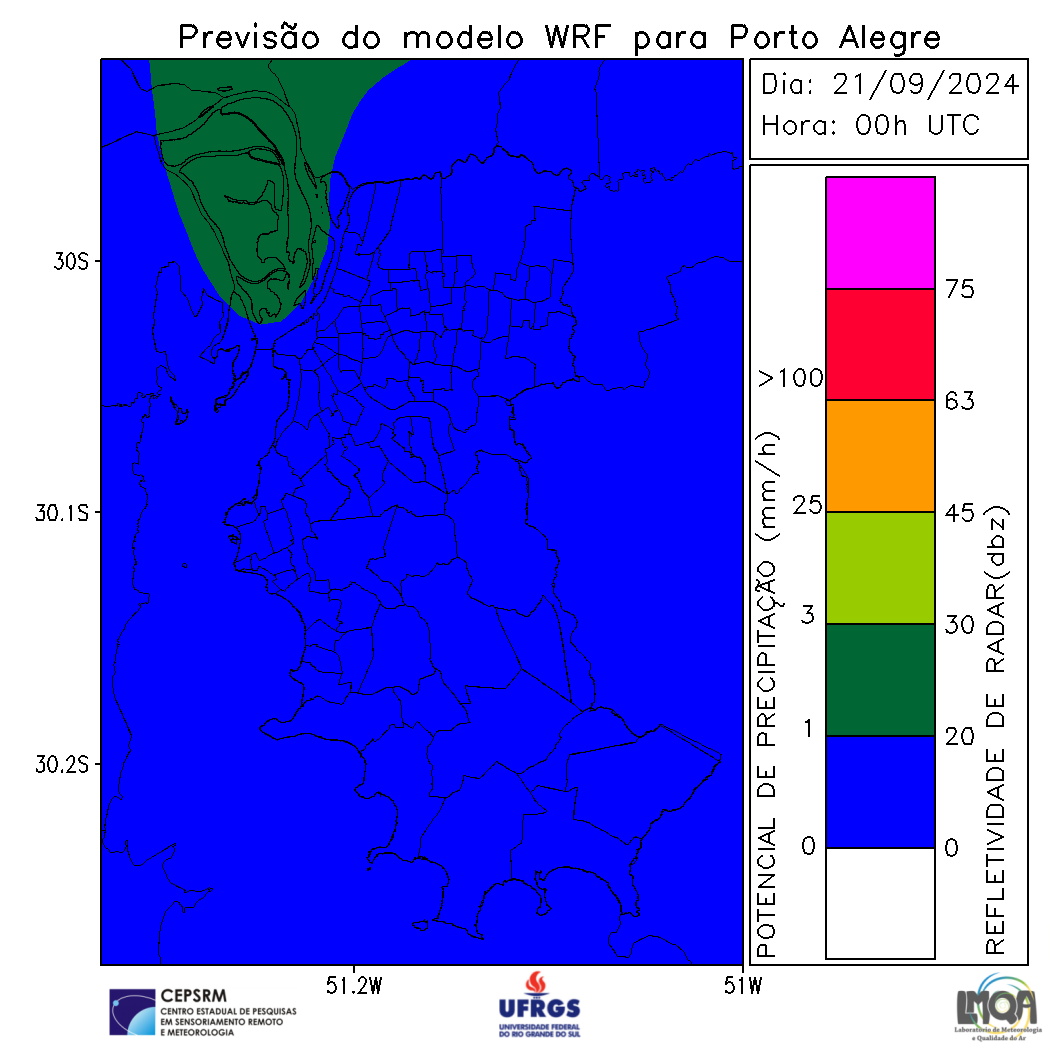 Previsão do modelo WRF para Porto Alegre
Dia: 21/09/2024
Hora: 00h UTC
30S
30.1S
30.2S
51.2W
51W
POTENCIAL DE PRECIPITAÇÃO (mm/h)
>100
25
3
1
0
75
63
45
30
20
0
REFLETIVIDADE DE RADAR(dbz)
CEPSRM
CENTRO ESTADUAL DE PESQUISAS
EM SENSORIAMENTO REMOTO
E METEOROLOGIA
UFRGS
UNIVERSIDADE FEDERAL
DO RIO GRANDE DO SUL
LMQA
Laboratório de Meteorologia
e Qualidade do Ar